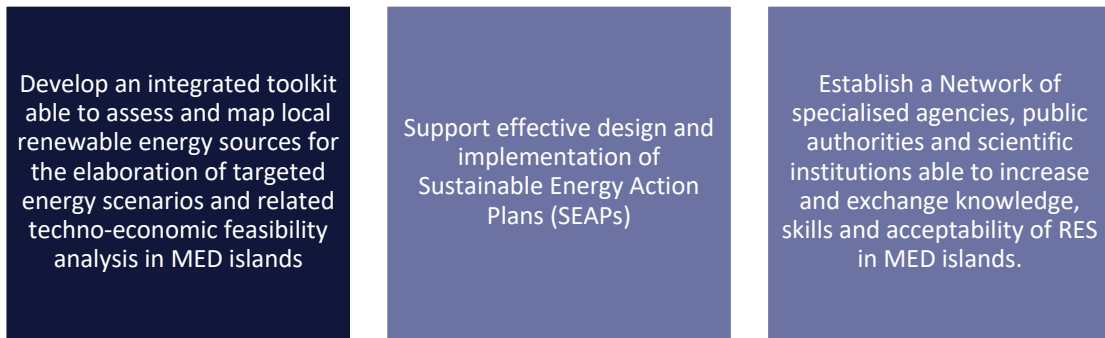 Develop an integrated toolkit
able to assess and map local
renewable energy sources for
the elaboration of targeted
energy scenarios and related
techno-economic feasibility
analysis in MED islands
Support effective design and
implementation of
Sustainable Energy Action
Plans (SEAPs)
Establish a Network of
specialised agencies, public
authorities and scientific
institutions able to increase
and exchange knowledge,
skills and acceptability of RES
in MED islands.